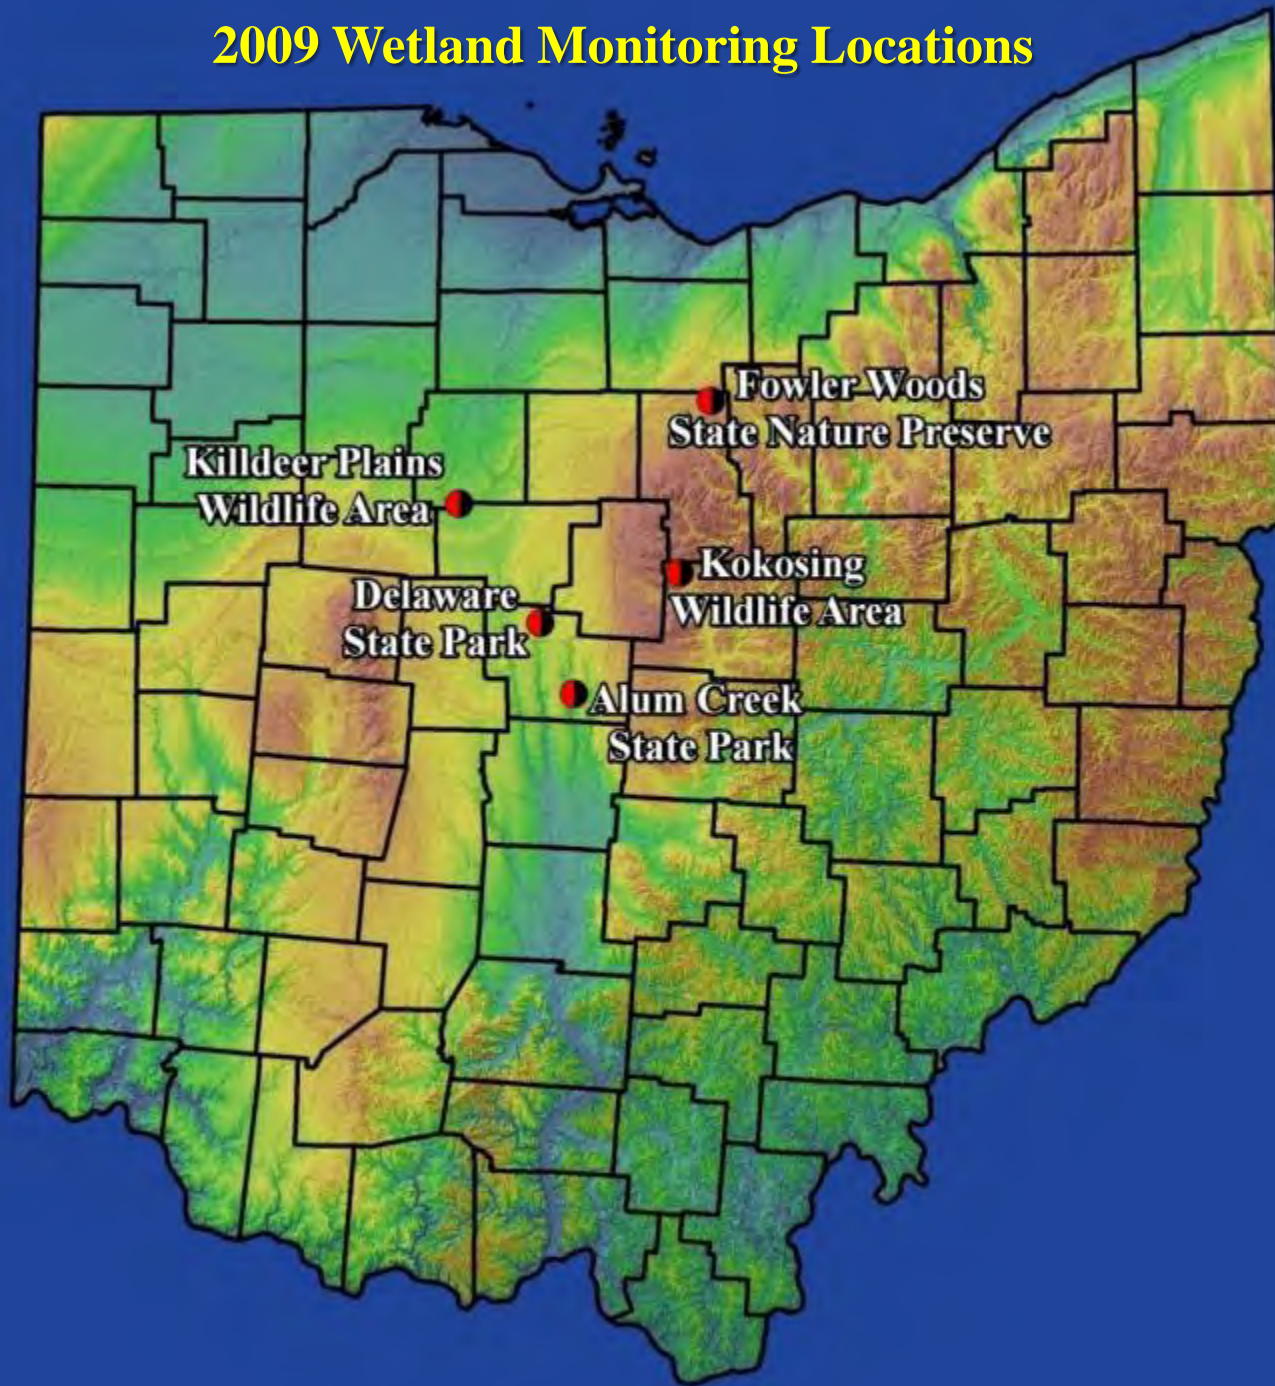 2009 Wetland Monitoring Locations
Fowler Woods
State Nature Preserve
Killdeer Plains
Wildlife Area
Kokosing
Wildlife Area
Delaware
State Park
Alum Creek
State Park